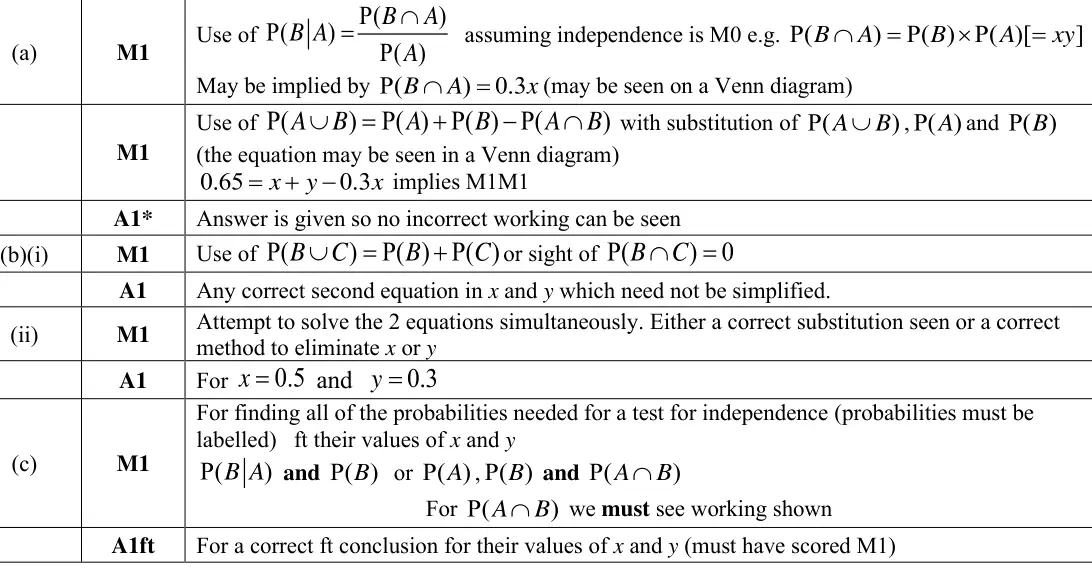 (a) M1 Use of P(B|A) = P(B ∩ A) / P(A) assuming independence is M0 e.g. P(B ∩ A) = P(B) × P(A)[= xy]
May be implied by P(B ∩ A) = 0.3x (may be seen on a Venn diagram)
M1 Use of P(A ∪ B) = P(A) + P(B) − P(A ∩ B) with substitution of P(A ∪ B), P(A) and P(B)
(the equation may be seen in a Venn diagram)
0.65 = x + y − 0.3x implies M1M1
A1* Answer is given so no incorrect working can be seen
(b)(i) M1 Use of P(B ∪ C) = P(B) + P(C) or sight of P(B ∩ C) = 0
A1 Any correct second equation in x and y which need not be simplified.
(ii) M1 Attempt to solve the 2 equations simultaneously. Either a correct substitution seen or a correct
method to eliminate x or y
A1 For x = 0.5 and y = 0.3
(c) M1 For finding all of the probabilities needed for a test for independence (probabilities must be
labelled) ft their values of x and y
P(B|A) and P(B) or P(A), P(B) and P(A ∩ B)
For P(A ∩ B) we must see working shown
A1ft For a correct ft conclusion for their values of x and y (must have scored M1)